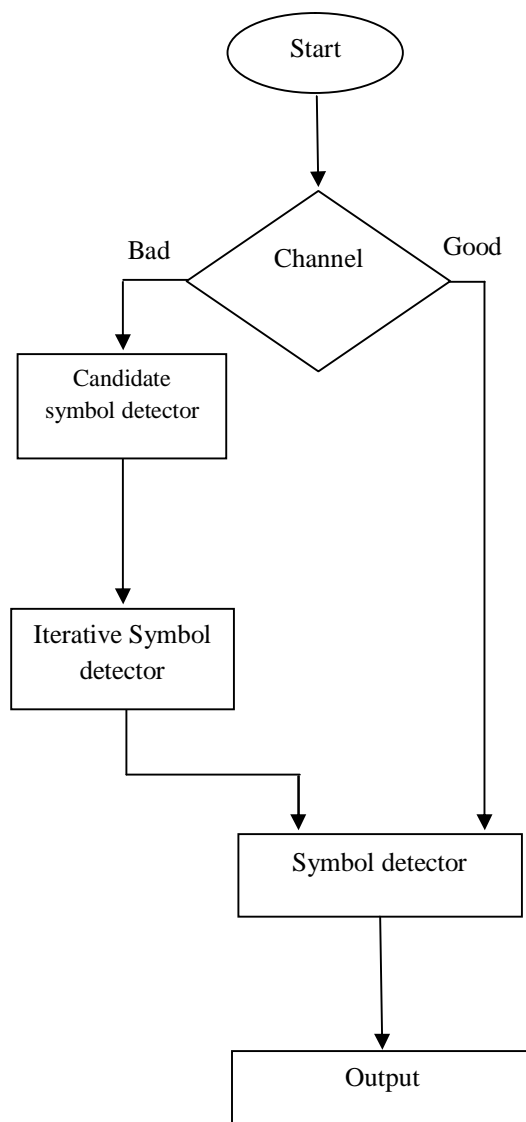 Start
Channel
Bad
Good
Candidate
symbol detector
Iterative Symbol
detector
Symbol detector
Output